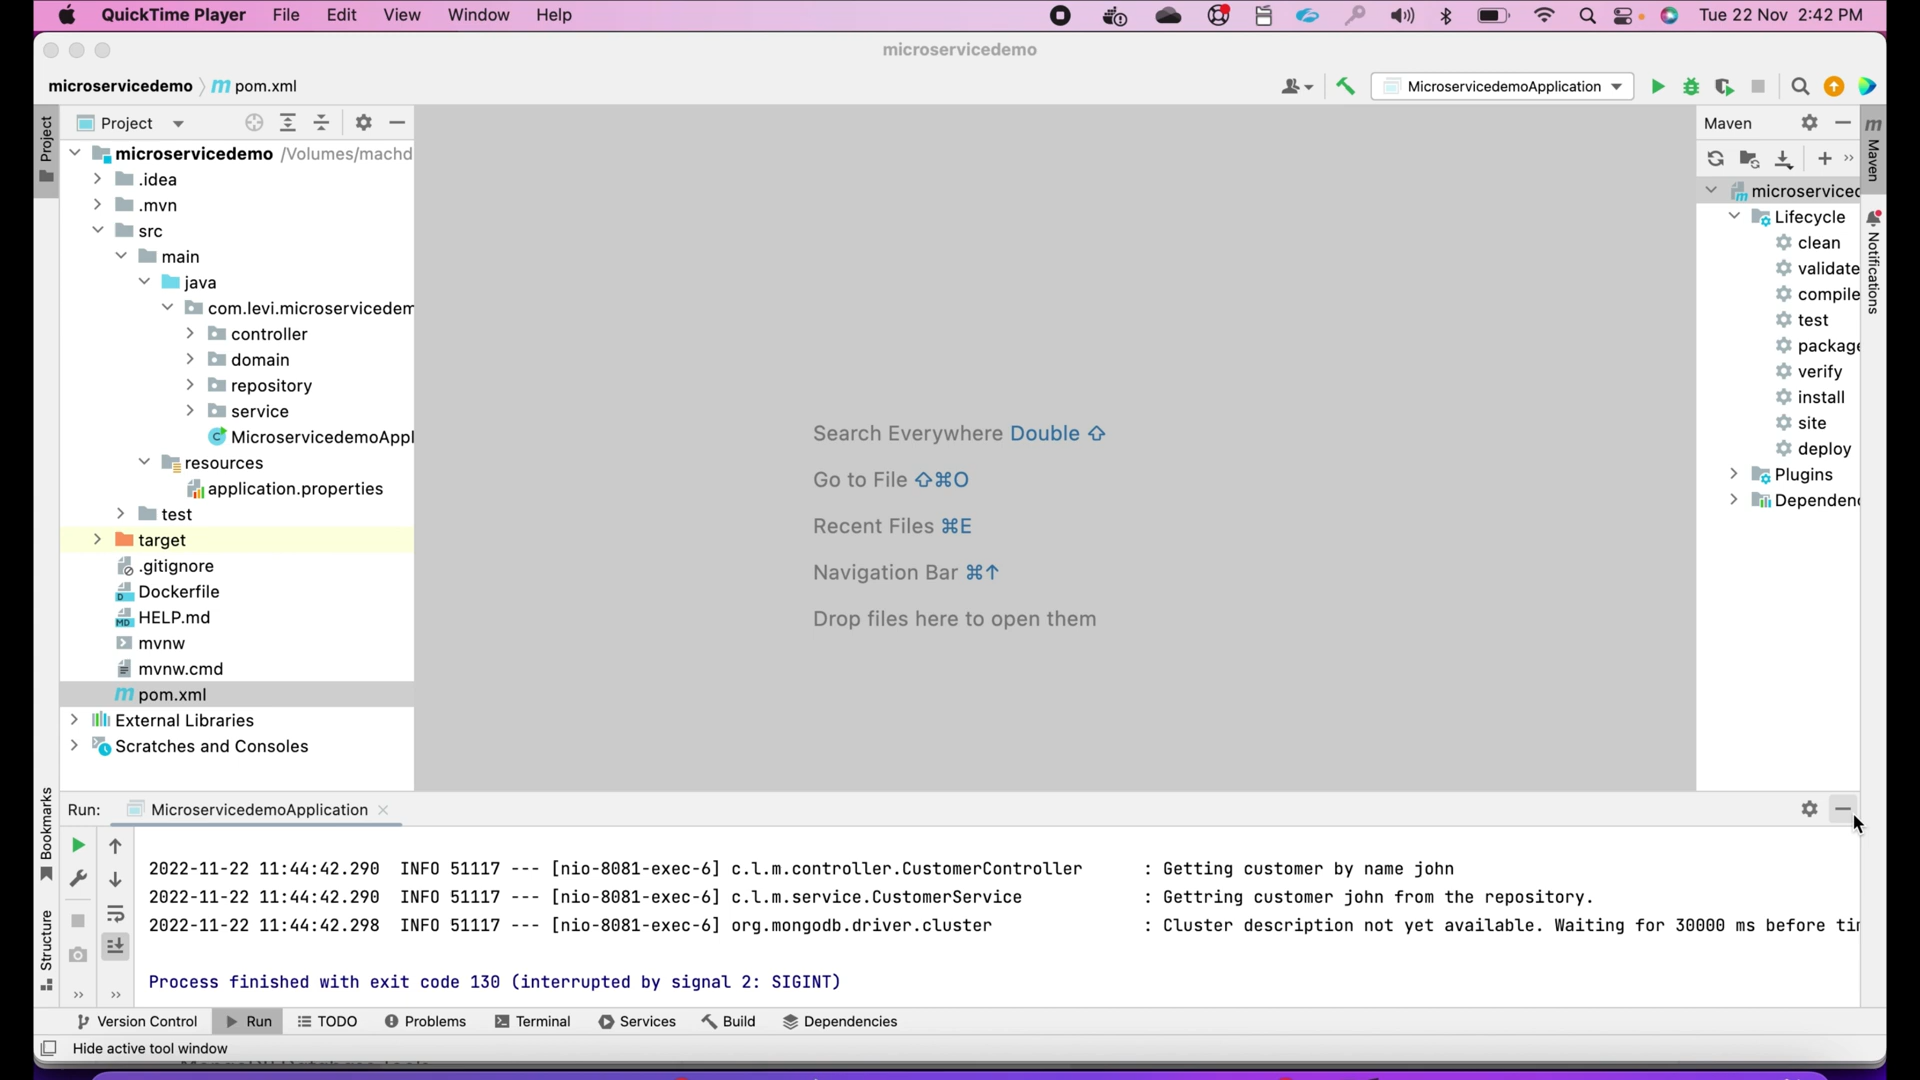 QuickTime Player File Edit View Window Help Tue 22 Nov 2:42 PM
microservicedemo
microservicedemo pom.xml MicroservicedemoApplication
Project
Project
microservicedemo /Volumes/machd
.idea
.mvn
src
main
java
com.levi.microservicedem
controller
domain
repository
service
MicroservicedemoAppl
resources
application.properties
test
target
.gitignore
Dockerfile
HELP.md
mvnw
mvnw.cmd
pom.xml
External Libraries
Scratches and Consoles
Search Everywhere Double ⇧
Go to File ⇧⌘O
Recent Files ⌘E
Navigation Bar ⌘↑
Drop files here to open them
Maven
microserviced
Lifecycle
clean
validate
compile
test
package
verify
install
site
deploy
Plugins
Dependenc
Maven
Notifications
Bookmarks
Structure
Run: MicroservicedemoApplication
2022-11-22 11:44:42.290 INFO 51117 --- [nio-8081-exec-6] c.l.m.controller.CustomerController : Getting customer by name john
2022-11-22 11:44:42.290 INFO 51117 --- [nio-8081-exec-6] c.l.m.service.CustomerService : Gettring customer john from the repository.
2022-11-22 11:44:42.298 INFO 51117 --- [nio-8081-exec-6] org.mongodb.driver.cluster : Cluster description not yet available. Waiting for 30000 ms before tim
Process finished with exit code 130 (interrupted by signal 2: SIGINT)
Version Control Run TODO Problems Terminal Services Build Dependencies
Hide active tool window